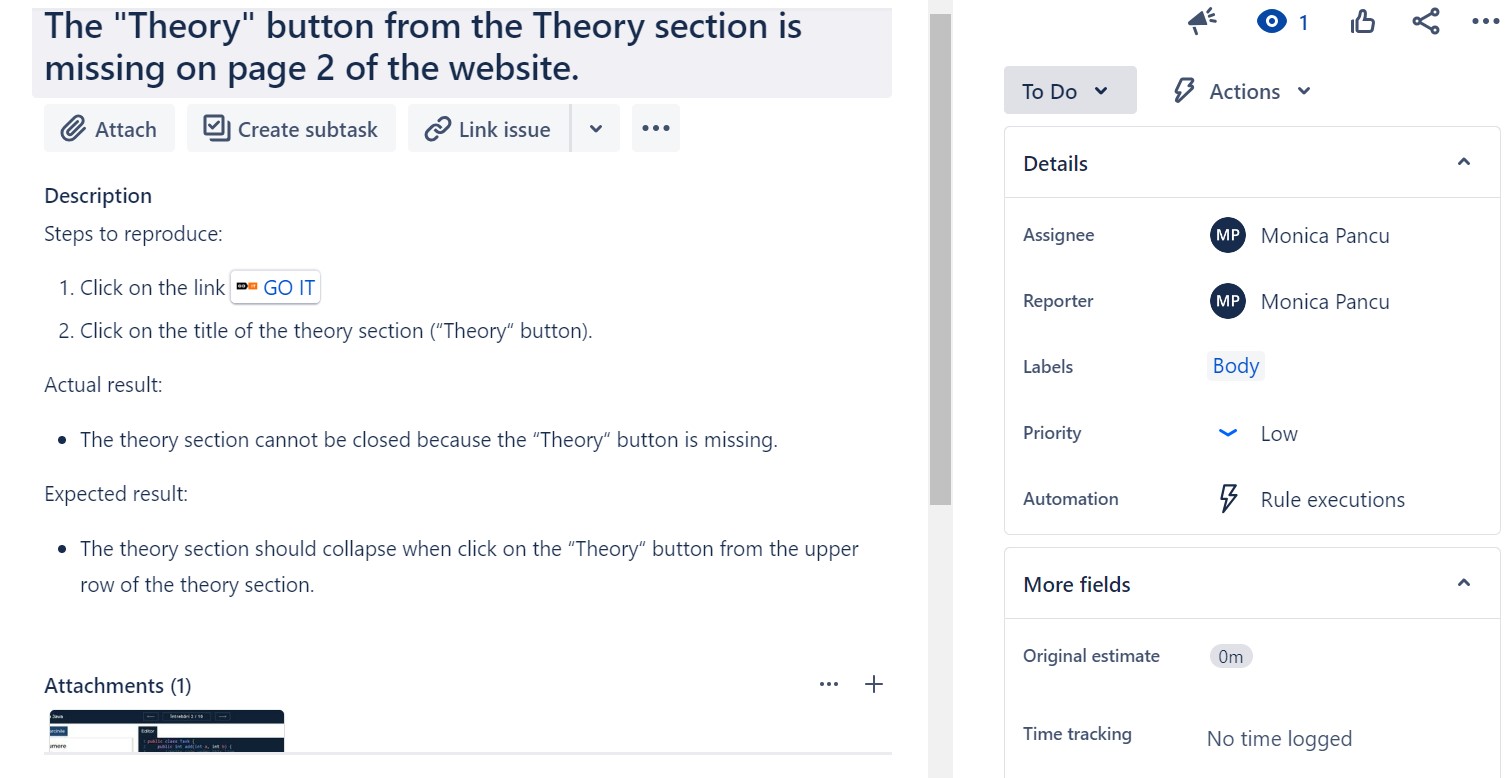 The "Theory" button from the Theory section is
missing on page 2 of the website.
Attach
Create subtask
Link issue
Description
Steps to reproduce:
1. Click on the link GO IT
2. Click on the title of the theory section (“Theory“ button).
Actual result:
• The theory section cannot be closed because the “Theory“ button is missing.
Expected result:
• The theory section should collapse when click on the “Theory“ button from the upper
row of the theory section.
Attachments (1)
1
To Do
Actions
Details
Assignee
MP Monica Pancu
Reporter
MP Monica Pancu
Labels
Body
Priority
Low
Automation
Rule executions
More fields
Original estimate
0m
Time tracking
No time logged